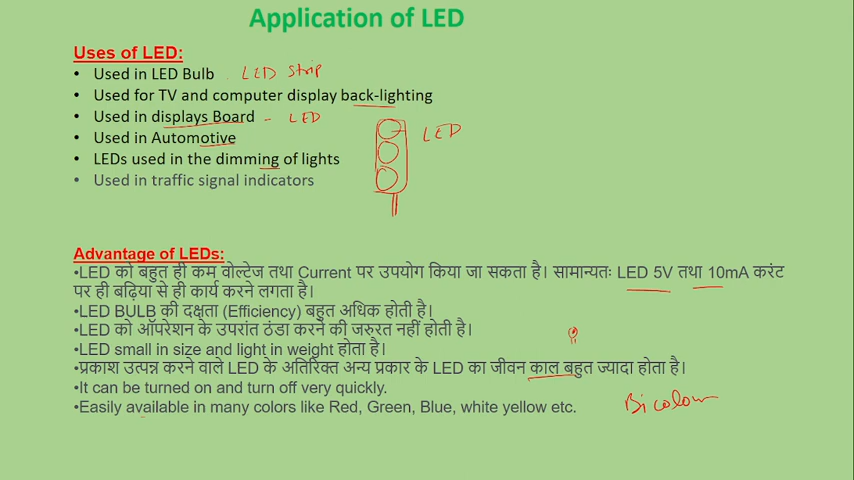 Application of LED
Uses of LED:
• Used in LED Bulb LED Strip
• Used for TV and computer display back-lighting
• Used in displays Board - LED
• Used in Automotive LED
• LEDs used in the dimming of lights
• Used in traffic signal indicators
Advantage of LEDs:
•LED को बहुत ही कम वोल्टेज तथा Current पर उपयोग किया जा सकता है। सामान्यतः LED 5V तथा 10mA करंट
पर ही बढ़िया से ही कार्य करने लगता है।
•LED BULB की दक्षता (Efficiency) बहुत अधिक होती है।
•LED को ऑपरेशन के उपरांत ठंडा करने की जरुरत नहीं होती है।
•LED small in size and light in weight होता है।
•प्रकाश उत्पन्न करने वाले LED के अतिरिक्त अन्य प्रकार के LED का जीवन काल बहुत ज्यादा होता है।
•It can be turned on and turn off very quickly.
•Easily available in many colors like Red, Green, Blue, white yellow etc. Bicolour